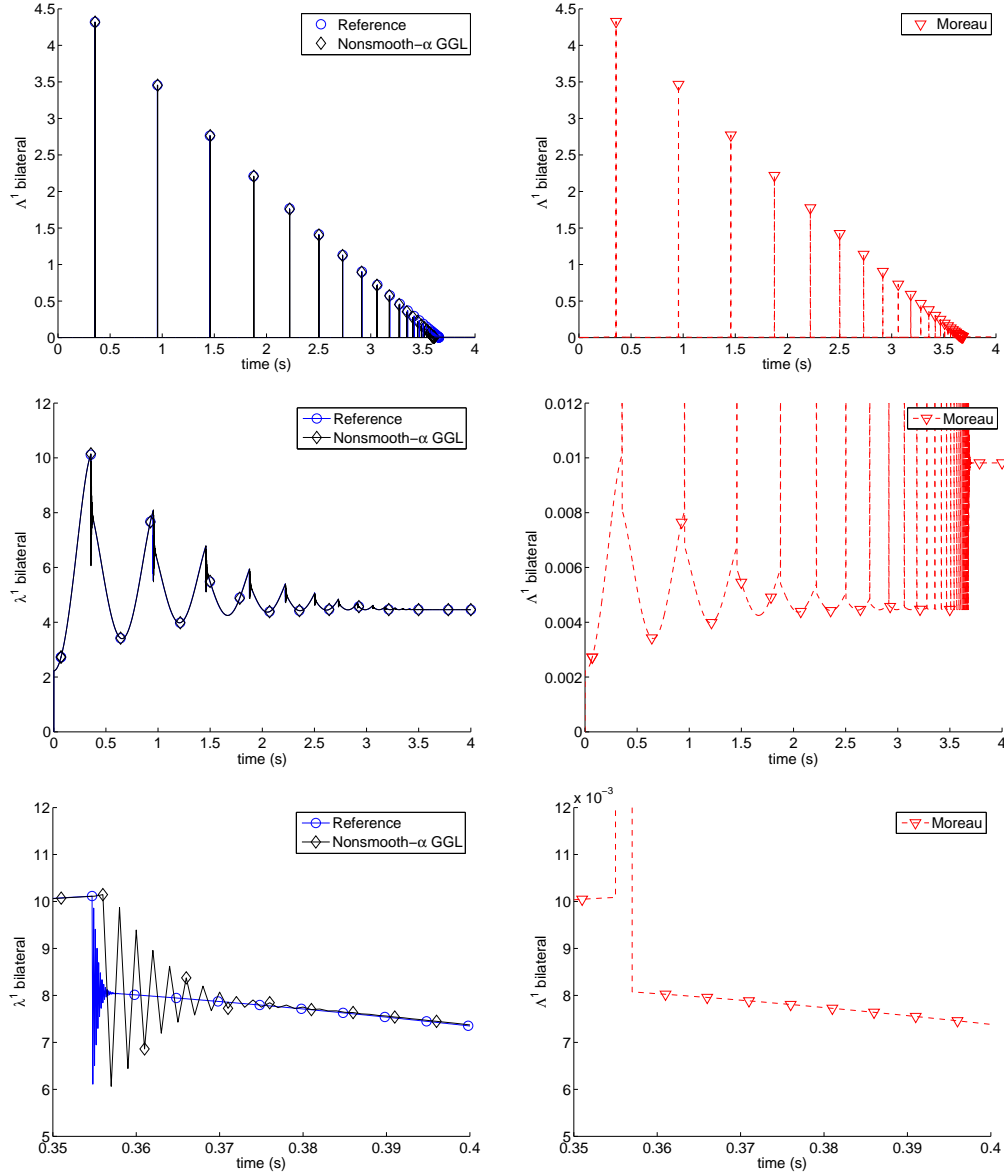 4.5
4
3.5
3
2.5
2
1.5
1
0.5
0
Λ¹ bilateral
0 0.5 1 1.5 2 2.5 3 3.5 4
time (s)
Reference
Nonsmooth−α GGL
4.5
4
3.5
3
2.5
2
1.5
1
0.5
0
Λ¹ bilateral
0 0.5 1 1.5 2 2.5 3 3.5 4
time (s)
Moreau
12
10
8
6
4
2
0
λ¹ bilateral
0 0.5 1 1.5 2 2.5 3 3.5 4
time (s)
Reference
Nonsmooth−α GGL
0.012
0.01
0.008
0.006
0.004
0.002
0
Λ¹ bilateral
0 0.5 1 1.5 2 2.5 3 3.5 4
time (s)
Moreau
12
11
10
9
8
7
6
5
λ¹ bilateral
0.35 0.36 0.37 0.38 0.39 0.4
time (s)
Reference
Nonsmooth−α GGL
x 10⁻³
12
11
10
9
8
7
6
5
Λ¹ bilateral
0.35 0.36 0.37 0.38 0.39 0.4
time (s)
Moreau